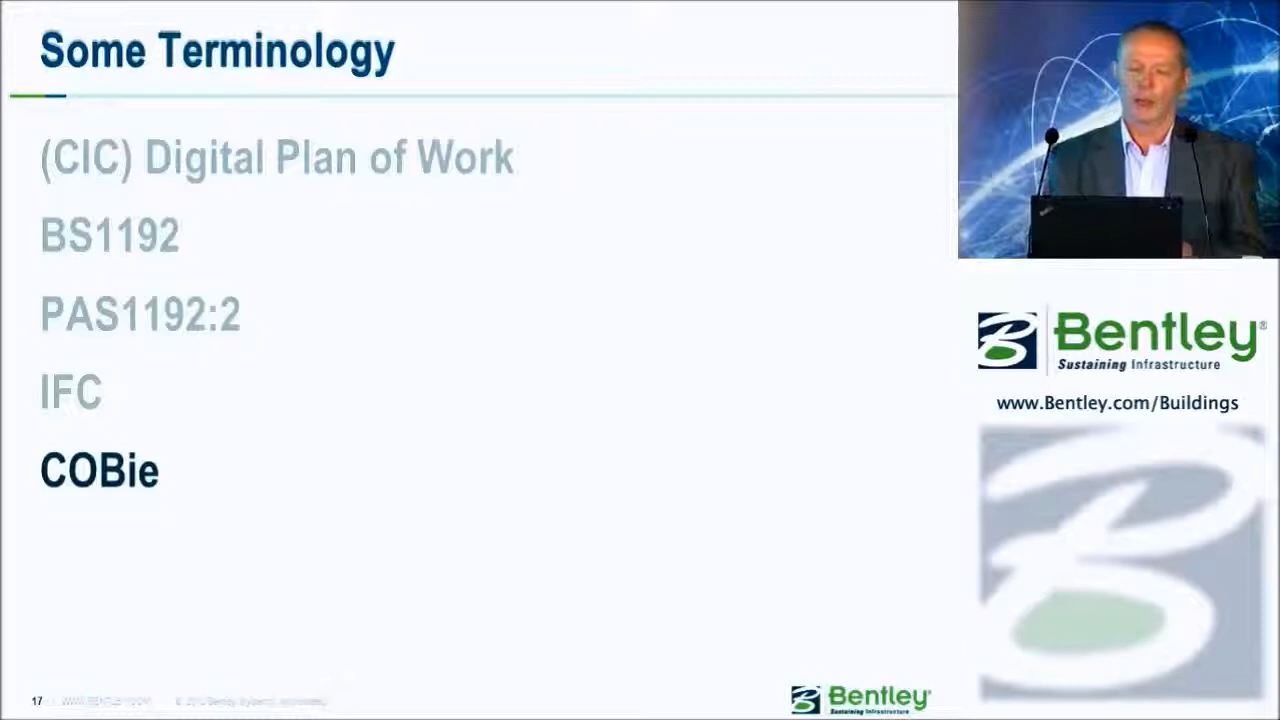 Some Terminology
(CIC) Digital Plan of Work
BS1192
PAS1192:2
IFC
COBie
Bentley®
Sustaining Infrastructure
www.Bentley.com/Buildings
17
Bentley®
Sustaining Infrastructure